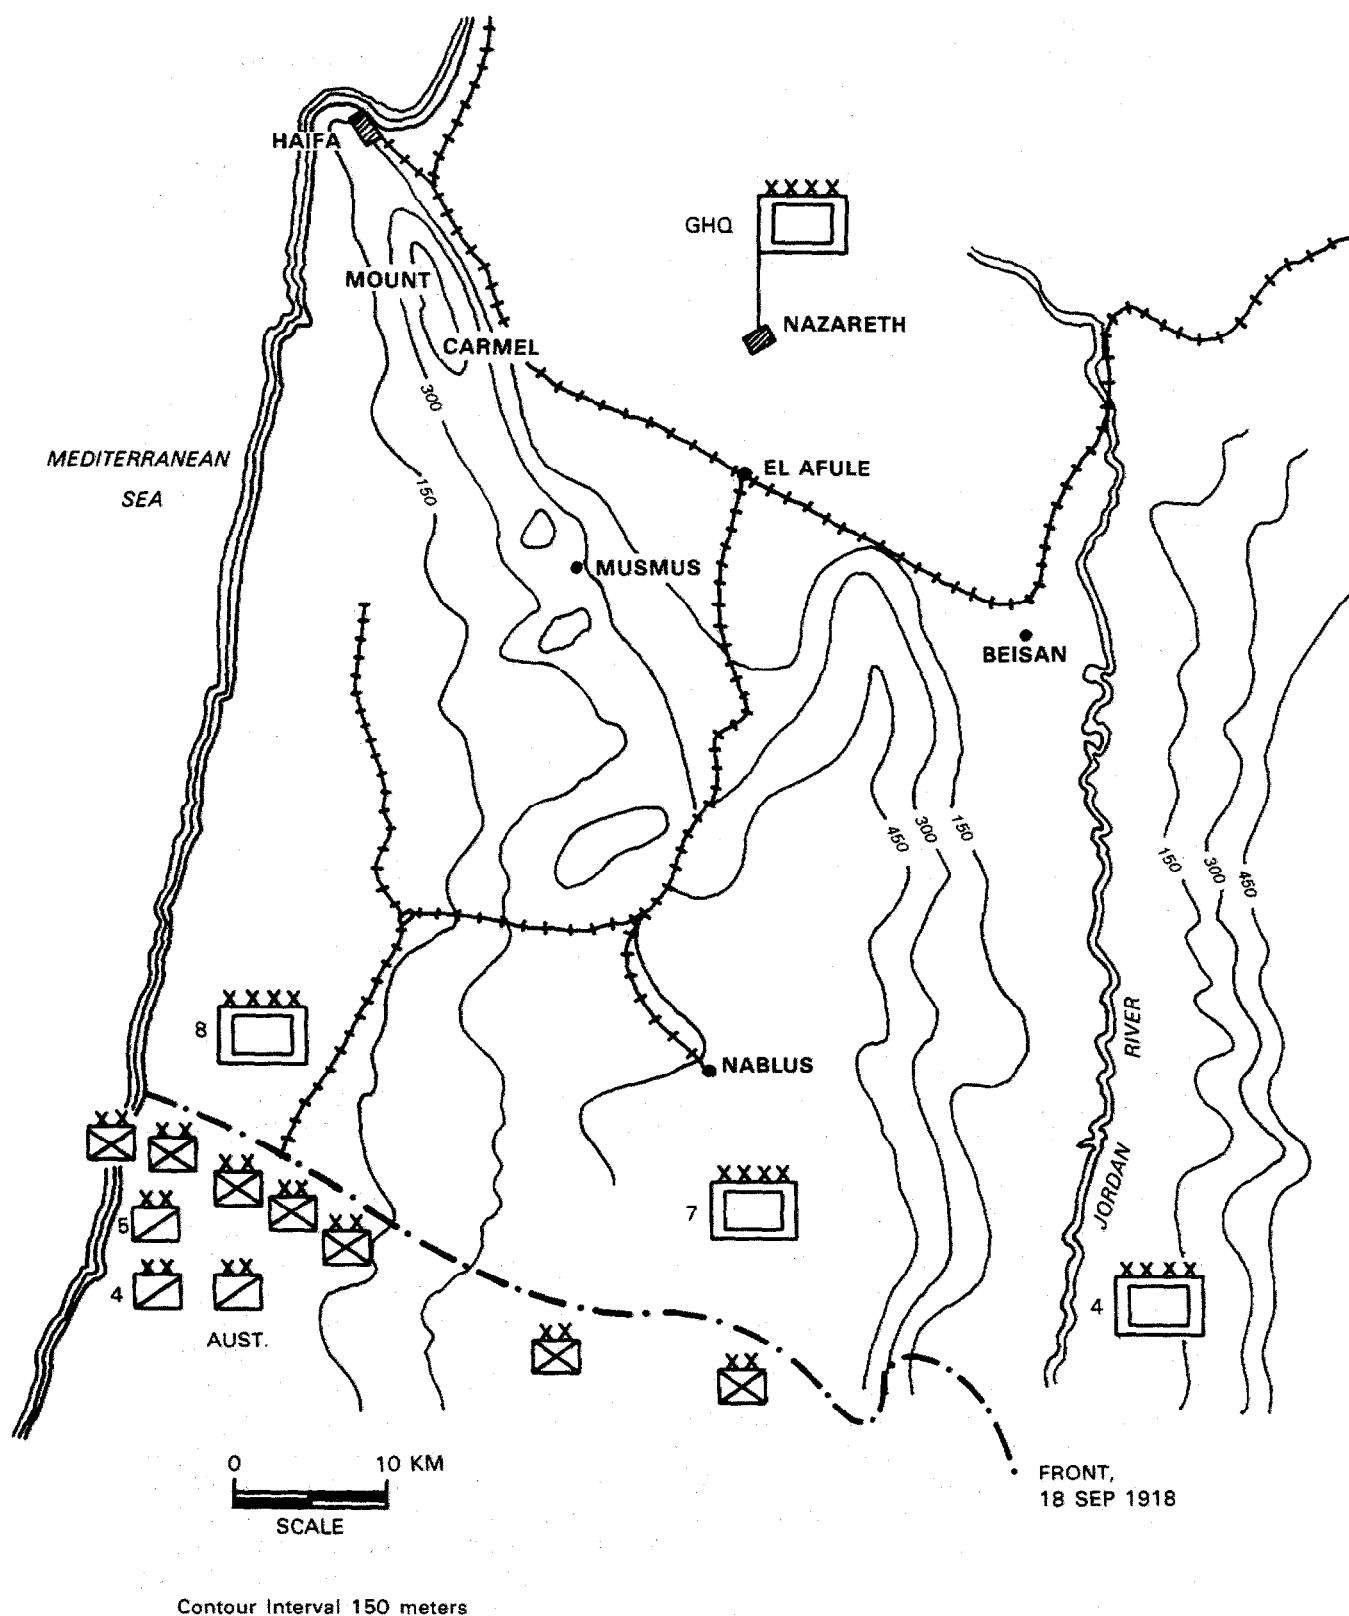 HAIFA
GHQ
MOUNT
NAZARETH
CARMEL
300
MEDITERRANEAN
SEA
EL AFULE
150
MUSMUS
BEISAN
450
300
150
150
300
450
8
XXXX
RIVER
NABLUS
JORDAN
5
7
4
4
AUST.
0 10 KM
SCALE
FRONT,
18 SEP 1918
Contour Interval 150 meters